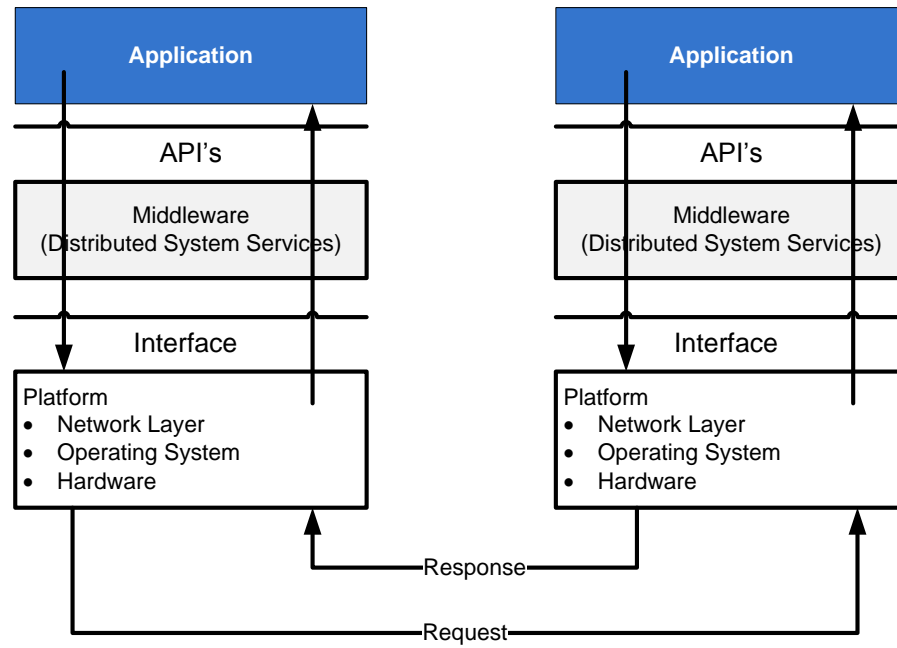 Application
API's
Middleware
(Distributed System Services)
Interface
Platform
• Network Layer
• Operating System
• Hardware
Application
API's
Middleware
(Distributed System Services)
Interface
Platform
• Network Layer
• Operating System
• Hardware
Response
Request